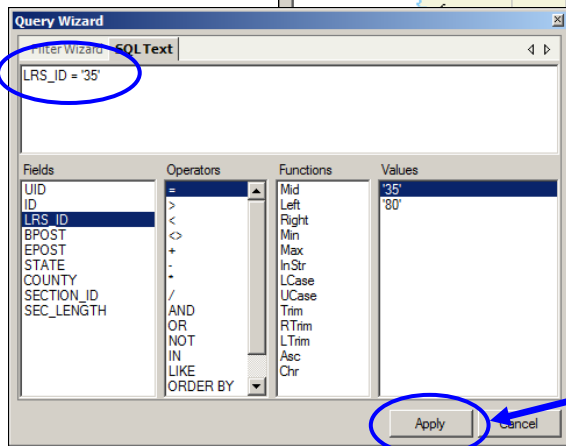 Query Wizard
Filter Wizard SQL Text
LRS_ID = '35'
Fields Operators Functions Values
UID = Mid '35'
ID > Left '80'
LRS_ID < Right
BPOST <> Min
EPOST + Max
STATE - InStr
COUNTY * LCase
SECTION_ID / UCase
SEC_LENGTH AND Trim
OR RTrim
NOT LTrim
IN Asc
LIKE Chr
ORDER BY
Apply Cancel